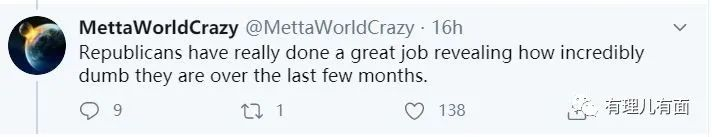 MettaWorldCrazy @MettaWorldCrazy · 16h
Republicans have really done a great job revealing how incredibly
dumb they are over the last few months.
9 1 138
有理儿有面